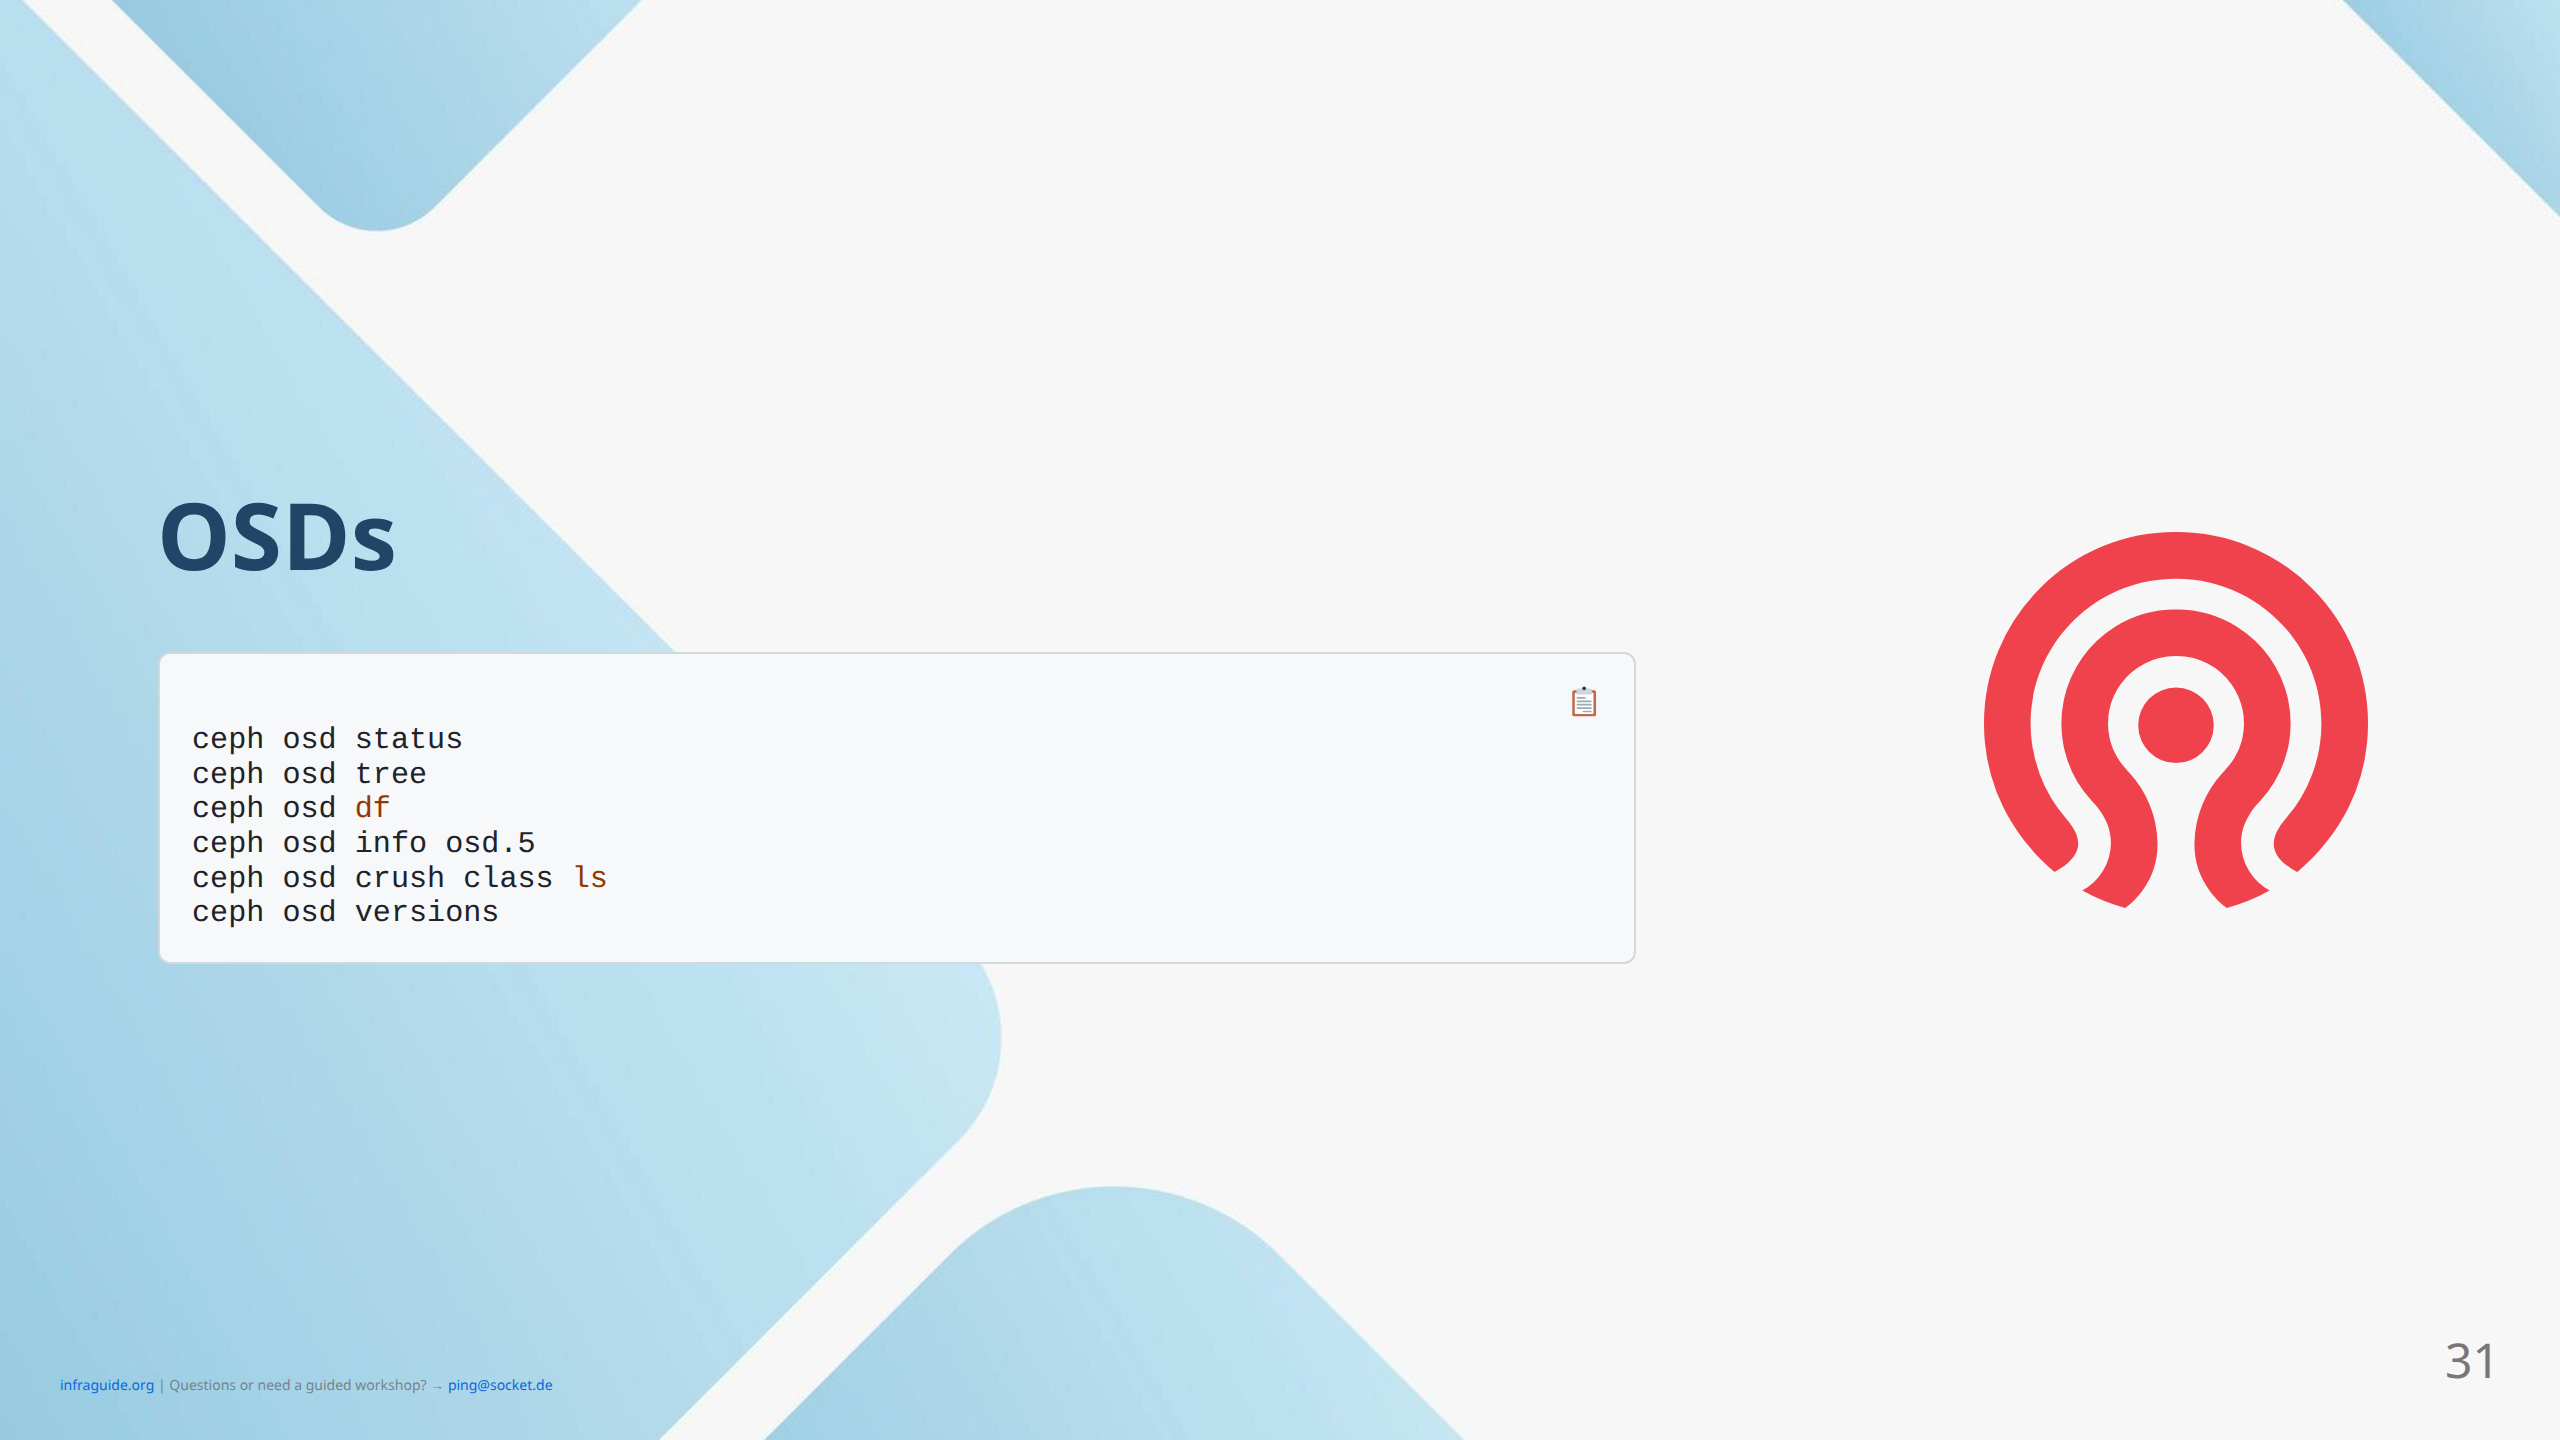 OSDs
ceph osd status
ceph osd tree
ceph osd df
ceph osd info osd.5
ceph osd crush class ls
ceph osd versions
infraguide.org | Questions or need a guided workshop? → ping@socket.de
31